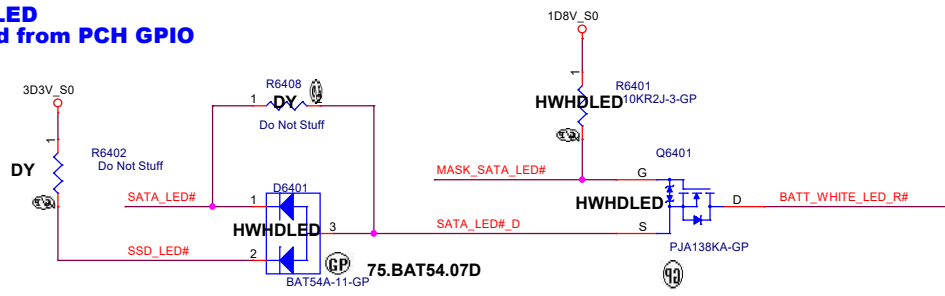 LED
d from PCH GPIO
1D8V_S0
3D3V_S0
R6408
1
DY
Do Not Stuff
1
R6401
HWHDLED
10KR2J-3-GP
1
R6402
Do Not Stuff
DY
MASK_SATA_LED#
G
Q6401
SATA_LED#
D6401
1
HWHDLED
3
SATA_LED#_D
S
HWHDLED
D
BATT_WHITE_LED_R#
SSD_LED#
2
GP
75.BAT54.07D
BAT54A-11-GP
PJA138KA-GP